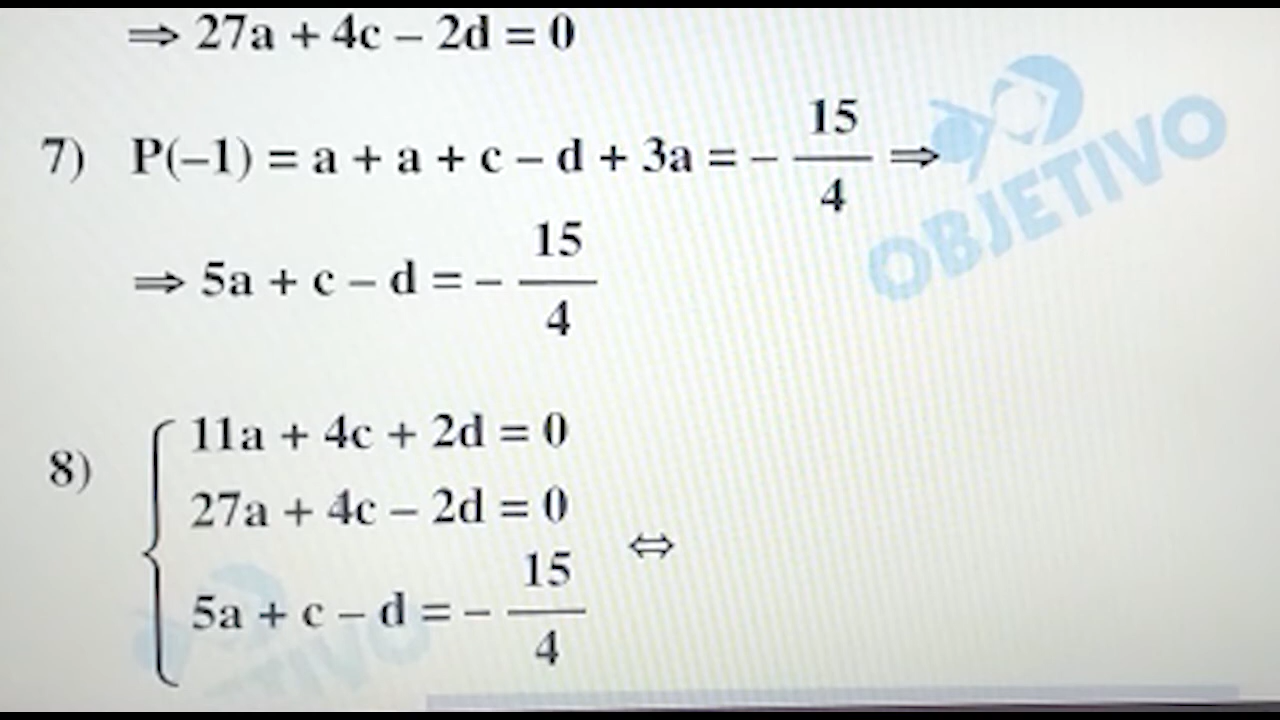 ⇒ 27a + 4c – 2d = 0
7) P(–1) = a + a + c – d + 3a = – 15/4 ⇒
⇒ 5a + c – d = – 15/4
OBJETIVO
8) { 11a + 4c + 2d = 0
27a + 4c – 2d = 0
5a + c – d = – 15/4 ⇔
TIVO